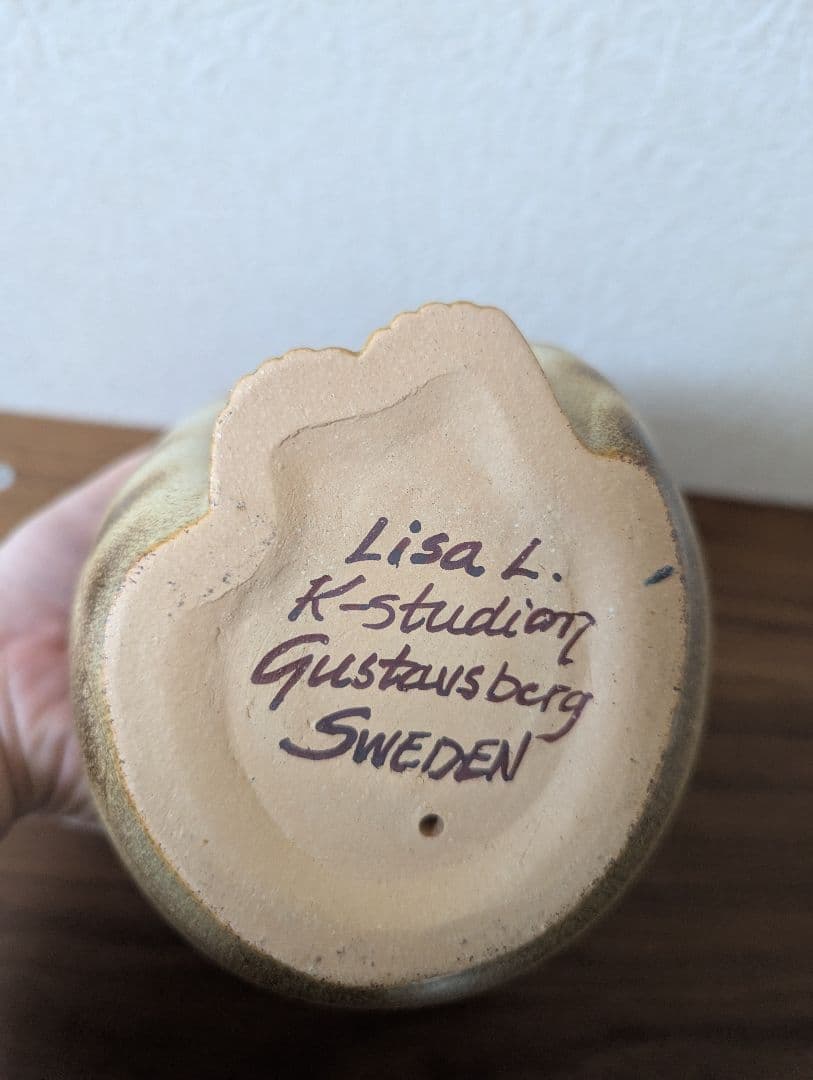 Lisa L.
K-studion
Gustavsberg
SWEDEN